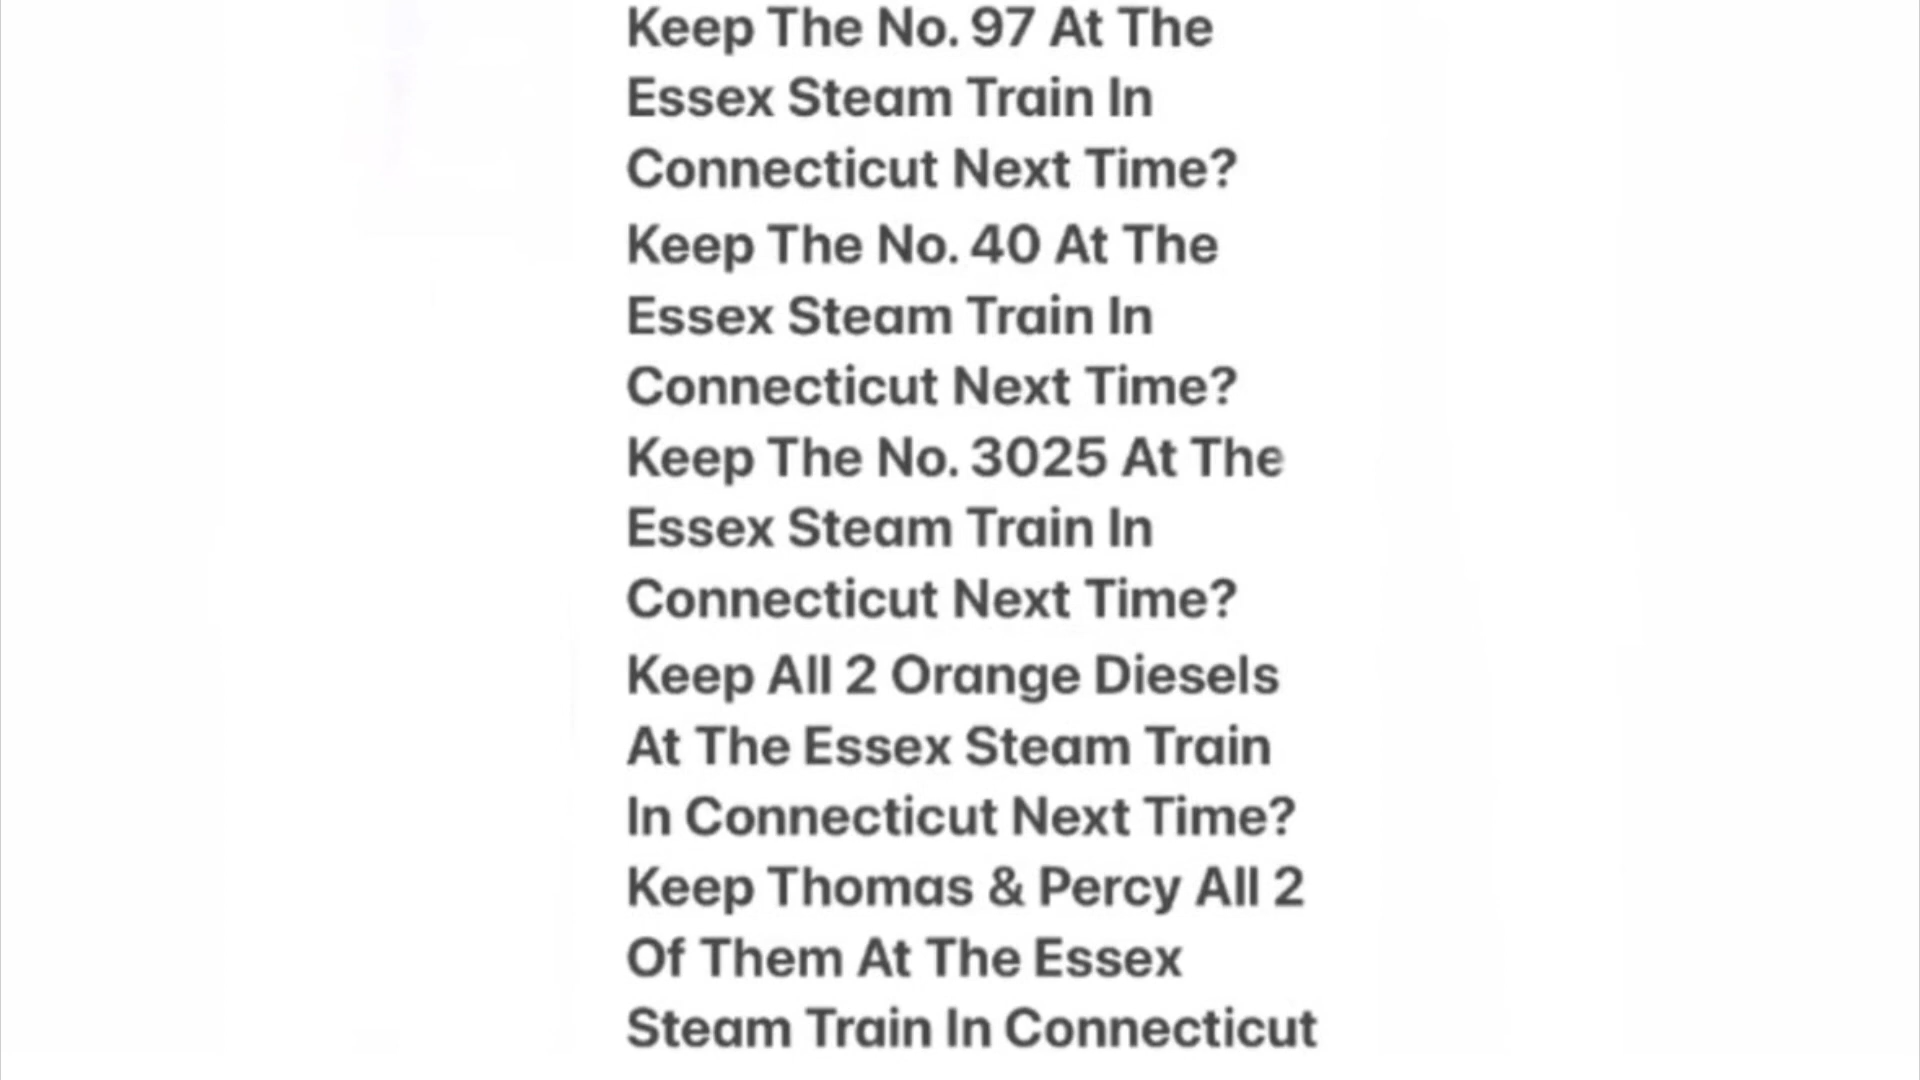 Keep The No. 97 At The
Essex Steam Train In
Connecticut Next Time?
Keep The No. 40 At The
Essex Steam Train In
Connecticut Next Time?
Keep The No. 3025 At The
Essex Steam Train In
Connecticut Next Time?
Keep All 2 Orange Diesels
At The Essex Steam Train
In Connecticut Next Time?
Keep Thomas & Percy All 2
Of Them At The Essex
Steam Train In Connecticut